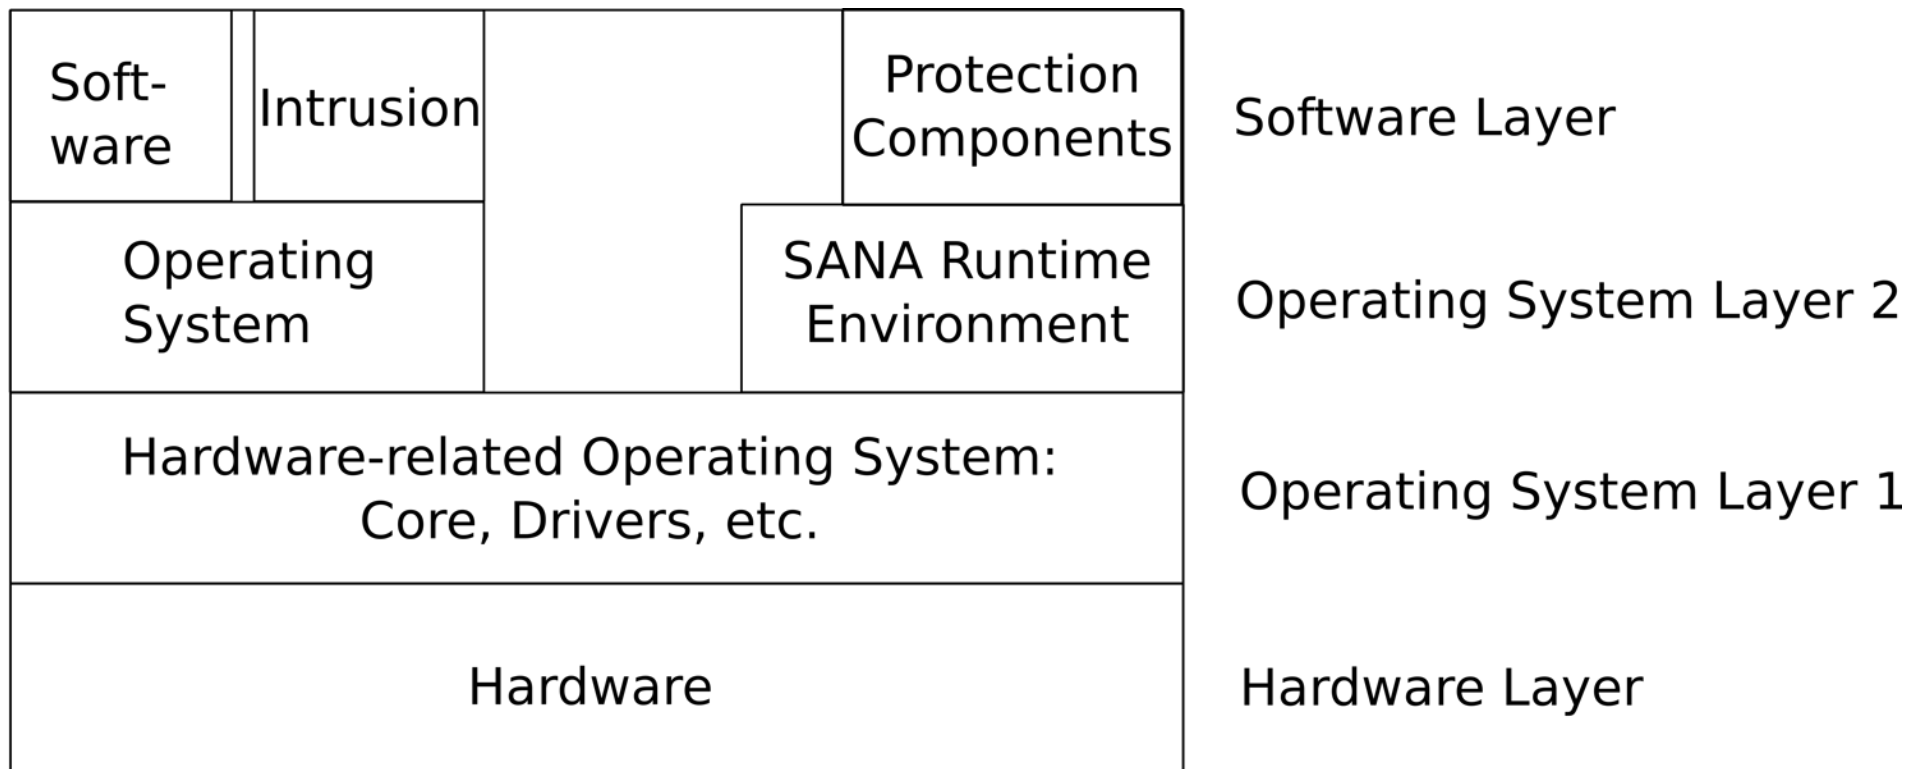 Soft-
ware
Intrusion
Protection
Components
Software Layer
Operating
System
SANA Runtime
Environment
Operating System Layer 2
Hardware-related Operating System:
Core, Drivers, etc.
Operating System Layer 1
Hardware
Hardware Layer